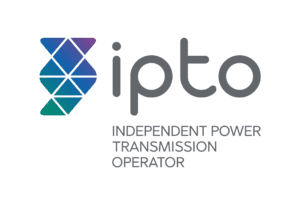 ipto
INDEPENDENT POWER
TRANSMISSION
OPERATOR